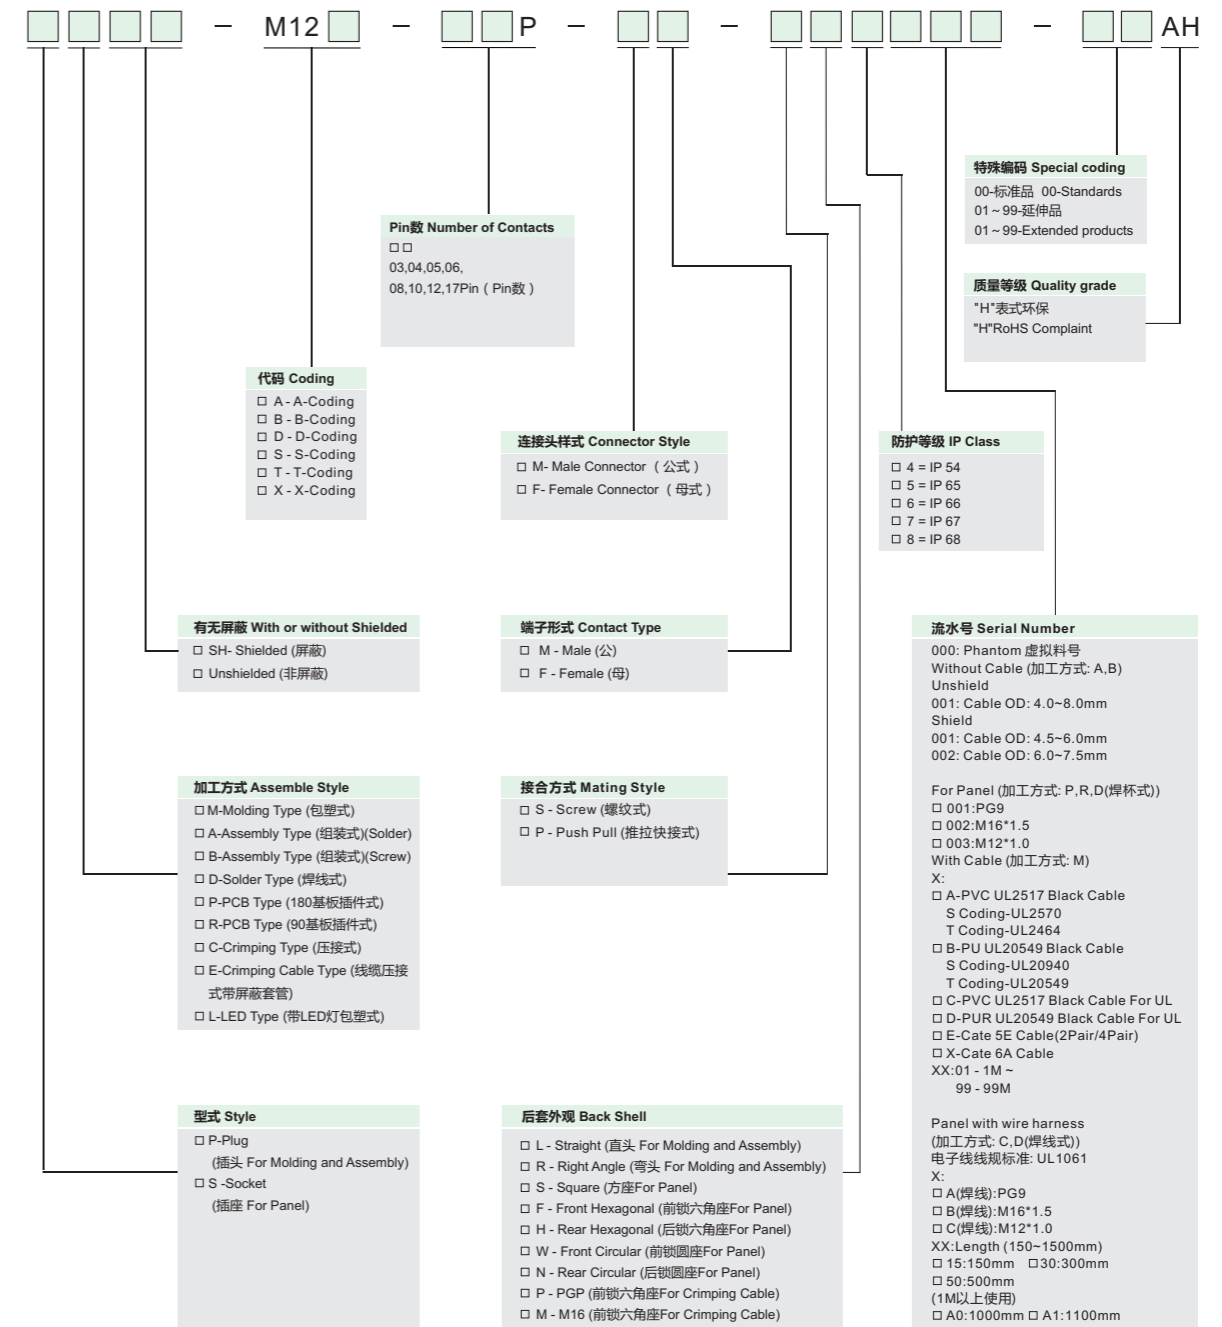 M12
P
AH
特殊编码 Special coding
00-标准品 00-Standards
01～99-延伸品
01～99-Extended products
Pin数 Number of Contacts
□ □
03,04,05,06,
08,10,12,17Pin ( Pin数 )
质量等级 Quality grade
"H"表式环保
"H"RoHS Complaint
代码 Coding
□ A - A-Coding
□ B - B-Coding
□ D - D-Coding
□ S - S-Coding
□ T - T-Coding
□ X - X-Coding
连接头样式 Connector Style
□ M- Male Connector （公式）
□ F- Female Connector （母式）
防护等级 IP Class
□ 4 = IP 54
□ 5 = IP 65
□ 6 = IP 66
□ 7 = IP 67
□ 8 = IP 68
有无屏蔽 With or without Shielded
□ SH- Shielded (屏蔽)
□ Unshielded (非屏蔽)
端子形式 Contact Type
□ M - Male (公)
□ F - Female (母)
流水号 Serial Number
000: Phantom 虚拟料号
Without Cable (加工方式: A,B)
Unshield
001: Cable OD: 4.0~8.0mm
Shield
001: Cable OD: 4.5~6.0mm
002: Cable OD: 6.0~7.5mm
For Panel (加工方式: P,R,D(焊杯式))
□ 001:PG9
□ 002:M16*1.5
□ 003:M12*1.0
With Cable (加工方式: M)
X:
□ A-PVC UL2517 Black Cable
S Coding-UL2570
T Coding-UL2464
□ B-PU UL20549 Black Cable
S Coding-UL20940
T Coding-UL20549
□ C-PVC UL2517 Black Cable For UL
□ D-PUR UL20549 Black Cable For UL
□ E-Cate 5E Cable(2Pair/4Pair)
□ X-Cate 6A Cable
XX:01 - 1M ~
99 - 99M
Panel with wire harness
(加工方式: C,D(焊线式))
电子线线规标准: UL1061
X:
□ A(焊线):PG9
□ B(焊线):M16*1.5
□ C(焊线):M12*1.0
XX:Length (150~1500mm)
□ 15:150mm □ 30:300mm
□ 50:500mm
(1M以上使用)
□ A0:1000mm □ A1:1100mm
加工方式 Assemble Style
□ M-Molding Type (包塑式)
□ A-Assembly Type (组装式)(Solder)
□ B-Assembly Type (组装式)(Screw)
□ D-Solder Type (焊线式)
□ P-PCB Type (180基板插件式)
□ R-PCB Type (90基板插件式)
□ C-Crimping Type (压接式)
□ E-Crimping Cable Type (线缆压接
式带屏蔽套管)
□ L-LED Type (带LED灯包塑式)
接合方式 Mating Style
□ S - Screw (螺纹式)
□ P - Push Pull (推拉快接式)
型式 Style
□ P-Plug
(插头 For Molding and Assembly)
□ S -Socket
(插座 For Panel)
后套外观 Back Shell
□ L - Straight (直头 For Molding and Assembly)
□ R - Right Angle (弯头 For Molding and Assembly)
□ S - Square (方座For Panel)
□ F - Front Hexagonal (前锁六角座For Panel)
□ H - Rear Hexagonal (后锁六角座For Panel)
□ W - Front Circular (前锁圆座For Panel)
□ N - Rear Circular (后锁圆座For Panel)
□ P - PGP (前锁六角座For Crimping Cable)
□ M - M16 (前锁六角座For Crimping Cable)